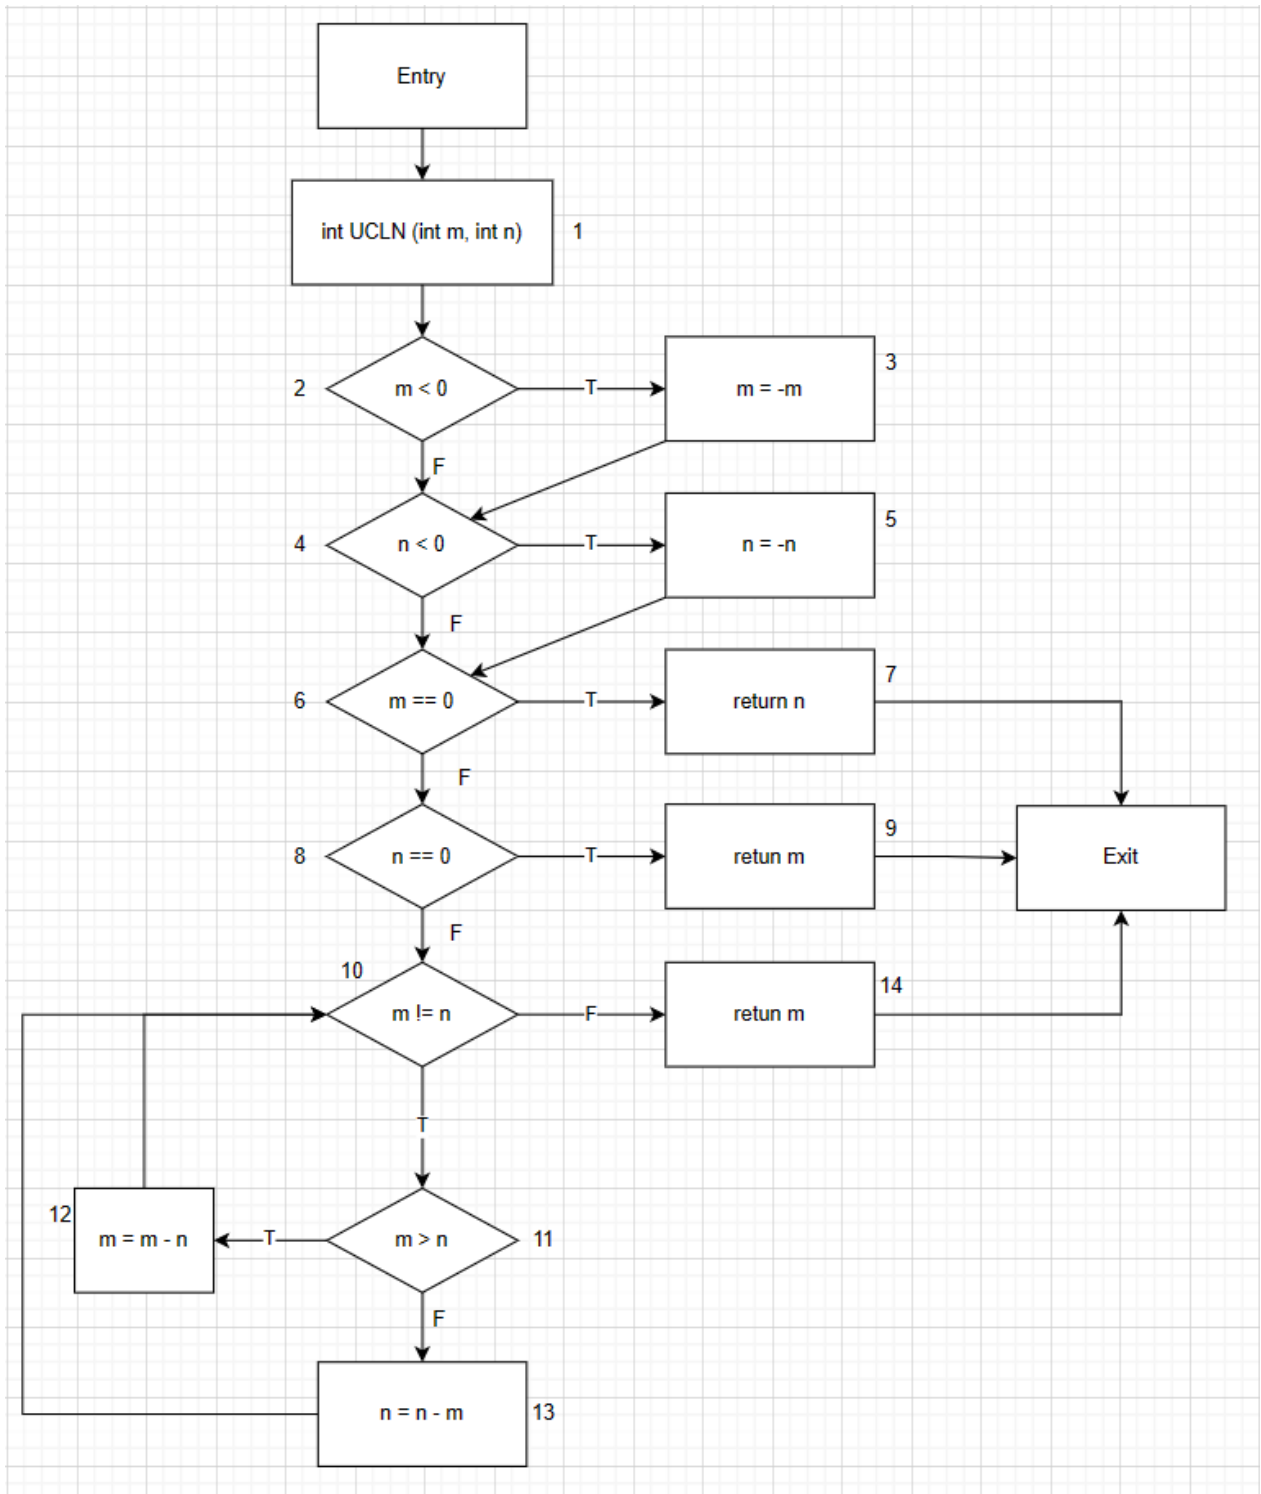 Entry
int UCLN (int m, int n)
1
2
m < 0
T
m = -m
3
F
4
n < 0
T
n = -n
5
F
6
m == 0
T
return n
7
F
8
n == 0
T
retun m
9
Exit
F
10
m != n
F
retun m
14
T
12
m = m - n
T
m > n
11
F
n = n - m
13